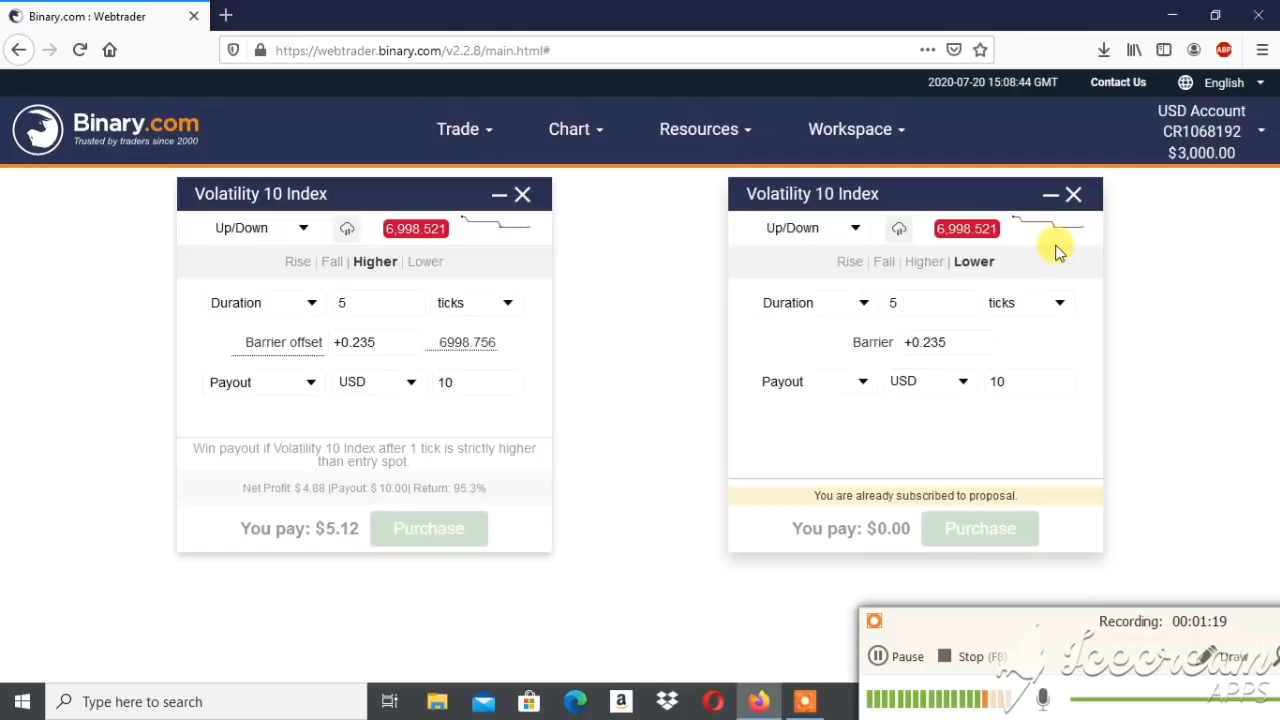 Binary.com : Webtrader
https://webtrader.binary.com/v2.2.8/main.html#
ABP
2020-07-20 15:08:44 GMT
Contact Us
English
Binary.com
Trusted by traders since 2000
Trade
Chart
Resources
Workspace
USD Account
CR1068192
$3,000.00
Volatility 10 Index
Up/Down
6,998.521
Rise | Fall | Higher | Lower
Duration 5 ticks
Barrier offset +0.235 6998.756
Payout USD 10
Win payout if Volatility 10 Index after 1 tick is strictly higher
than entry spot.
Net Profit: $ 4.88 |Payout: $ 10.00| Return: 95.3%
You pay: $5.12 Purchase
Volatility 10 Index
Up/Down
6,998.521
Rise | Fall | Higher | Lower
Duration 5 ticks
Barrier +0.235
Payout USD 10
You are already subscribed to proposal.
You pay: $0.00 Purchase
Recording: 00:01:19
Pause Stop (F8) Draw
Icecream
APPS
Type here to search
a